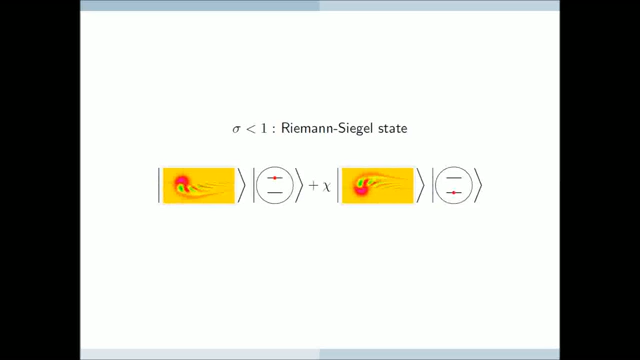 σ < 1 : Riemann-Siegel state
| ⟩ | ⟩ + χ | ⟩ | ⟩